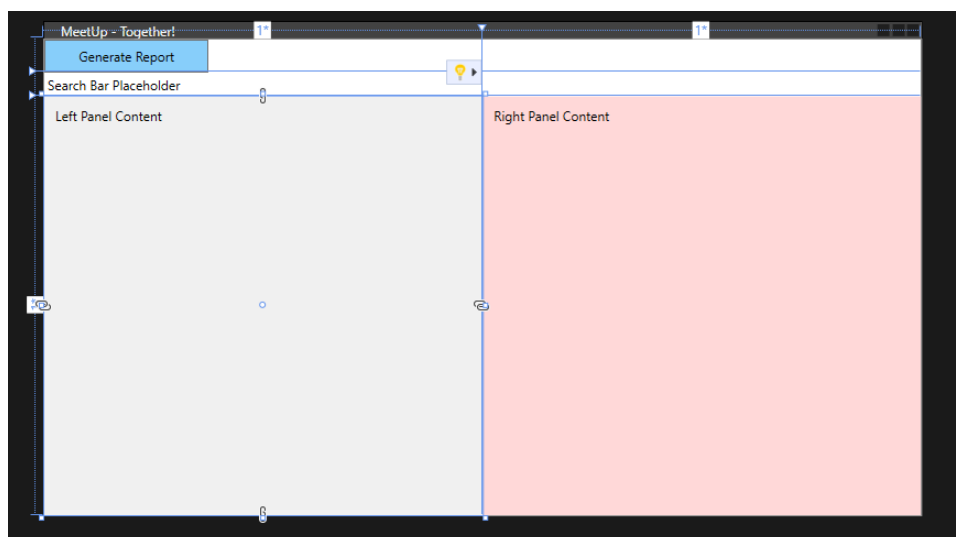 MeetUp - Together!
1*
1*
Generate Report
Search Bar Placeholder
Left Panel Content
Right Panel Content